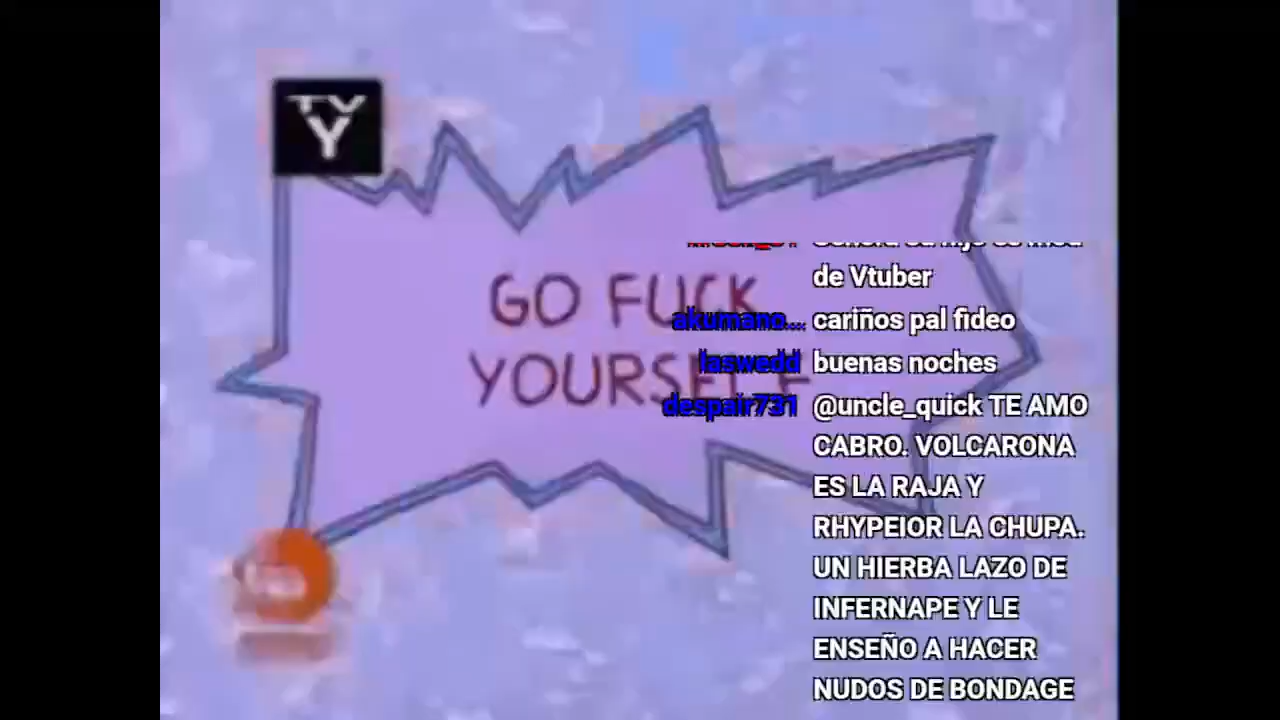 TV
Y
GO FUCK
YOURSELF
de Vtuber
akumano... cariños pal fideo
laswedd buenas noches
despair731 @uncle_quick TE AMO
CABRO. VOLCARONA
ES LA RAJA Y
RHYPEIOR LA CHUPA.
UN HIERBA LAZO DE
INFERNAPE Y LE
ENSEÑO A HACER
NUDOS DE BONDAGE